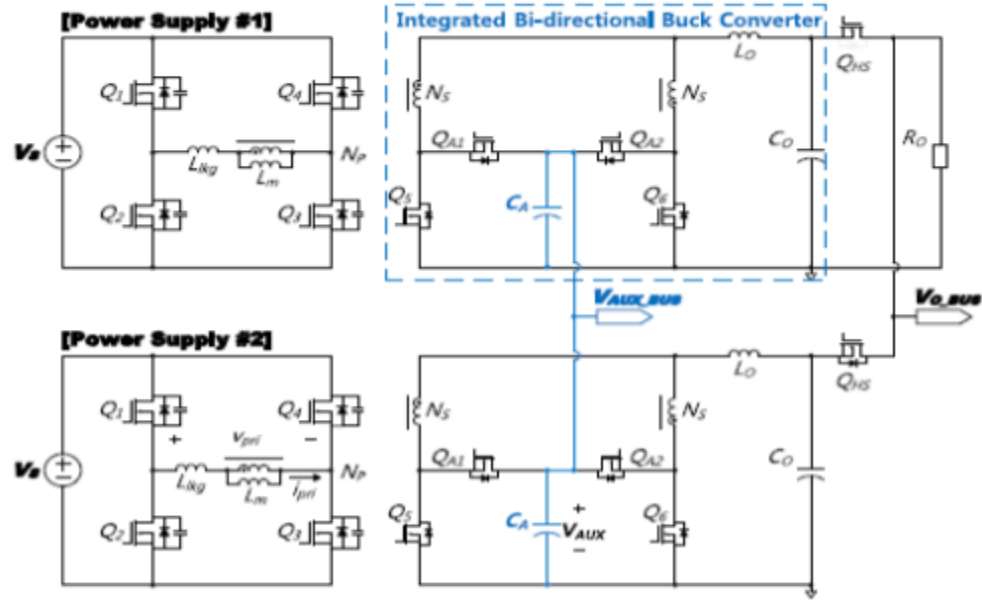 [Power Supply #1]
Integrated Bi-directional Buck Converter
Q1
Q4
LO
QHS
NS
NS
QA1
QA2
VS
Llkg
Lm
NP
CO
RO
Q2
Q3
Q5
CA
Q6
VAUX_BUS
VO_BUS
[Power Supply #2]
LO
QHS
Q1
Q4
NS
NS
+
vpri
−
QA1
QA2
VS
Llkg
Lm
ipri
NP
CO
Q2
Q3
Q5
CA
+
VAUX
−
Q6